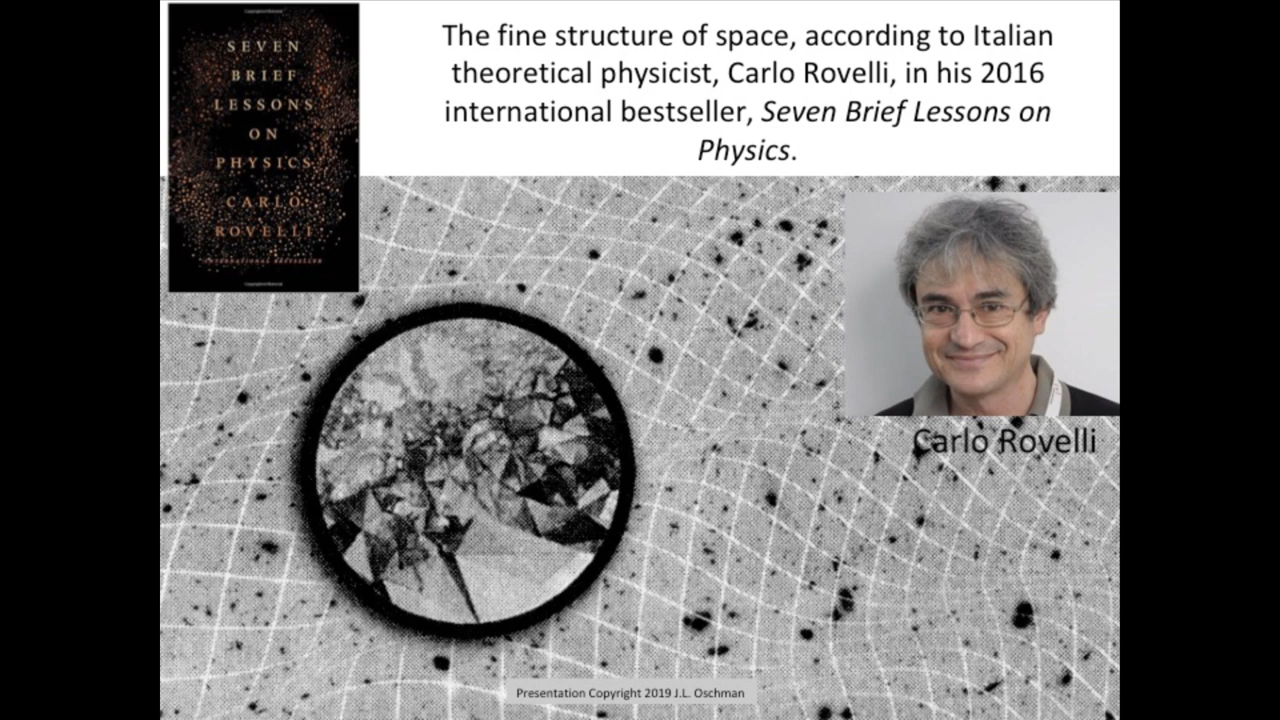 SEVEN
BRIEF
LESSONS
ON
PHYSICS
CARLO
ROVELLI
international bestseller
The fine structure of space, according to Italian
theoretical physicist, Carlo Rovelli, in his 2016
international bestseller, Seven Brief Lessons on
Physics.
Carlo Rovelli
Presentation Copyright 2019 J.L. Oschman